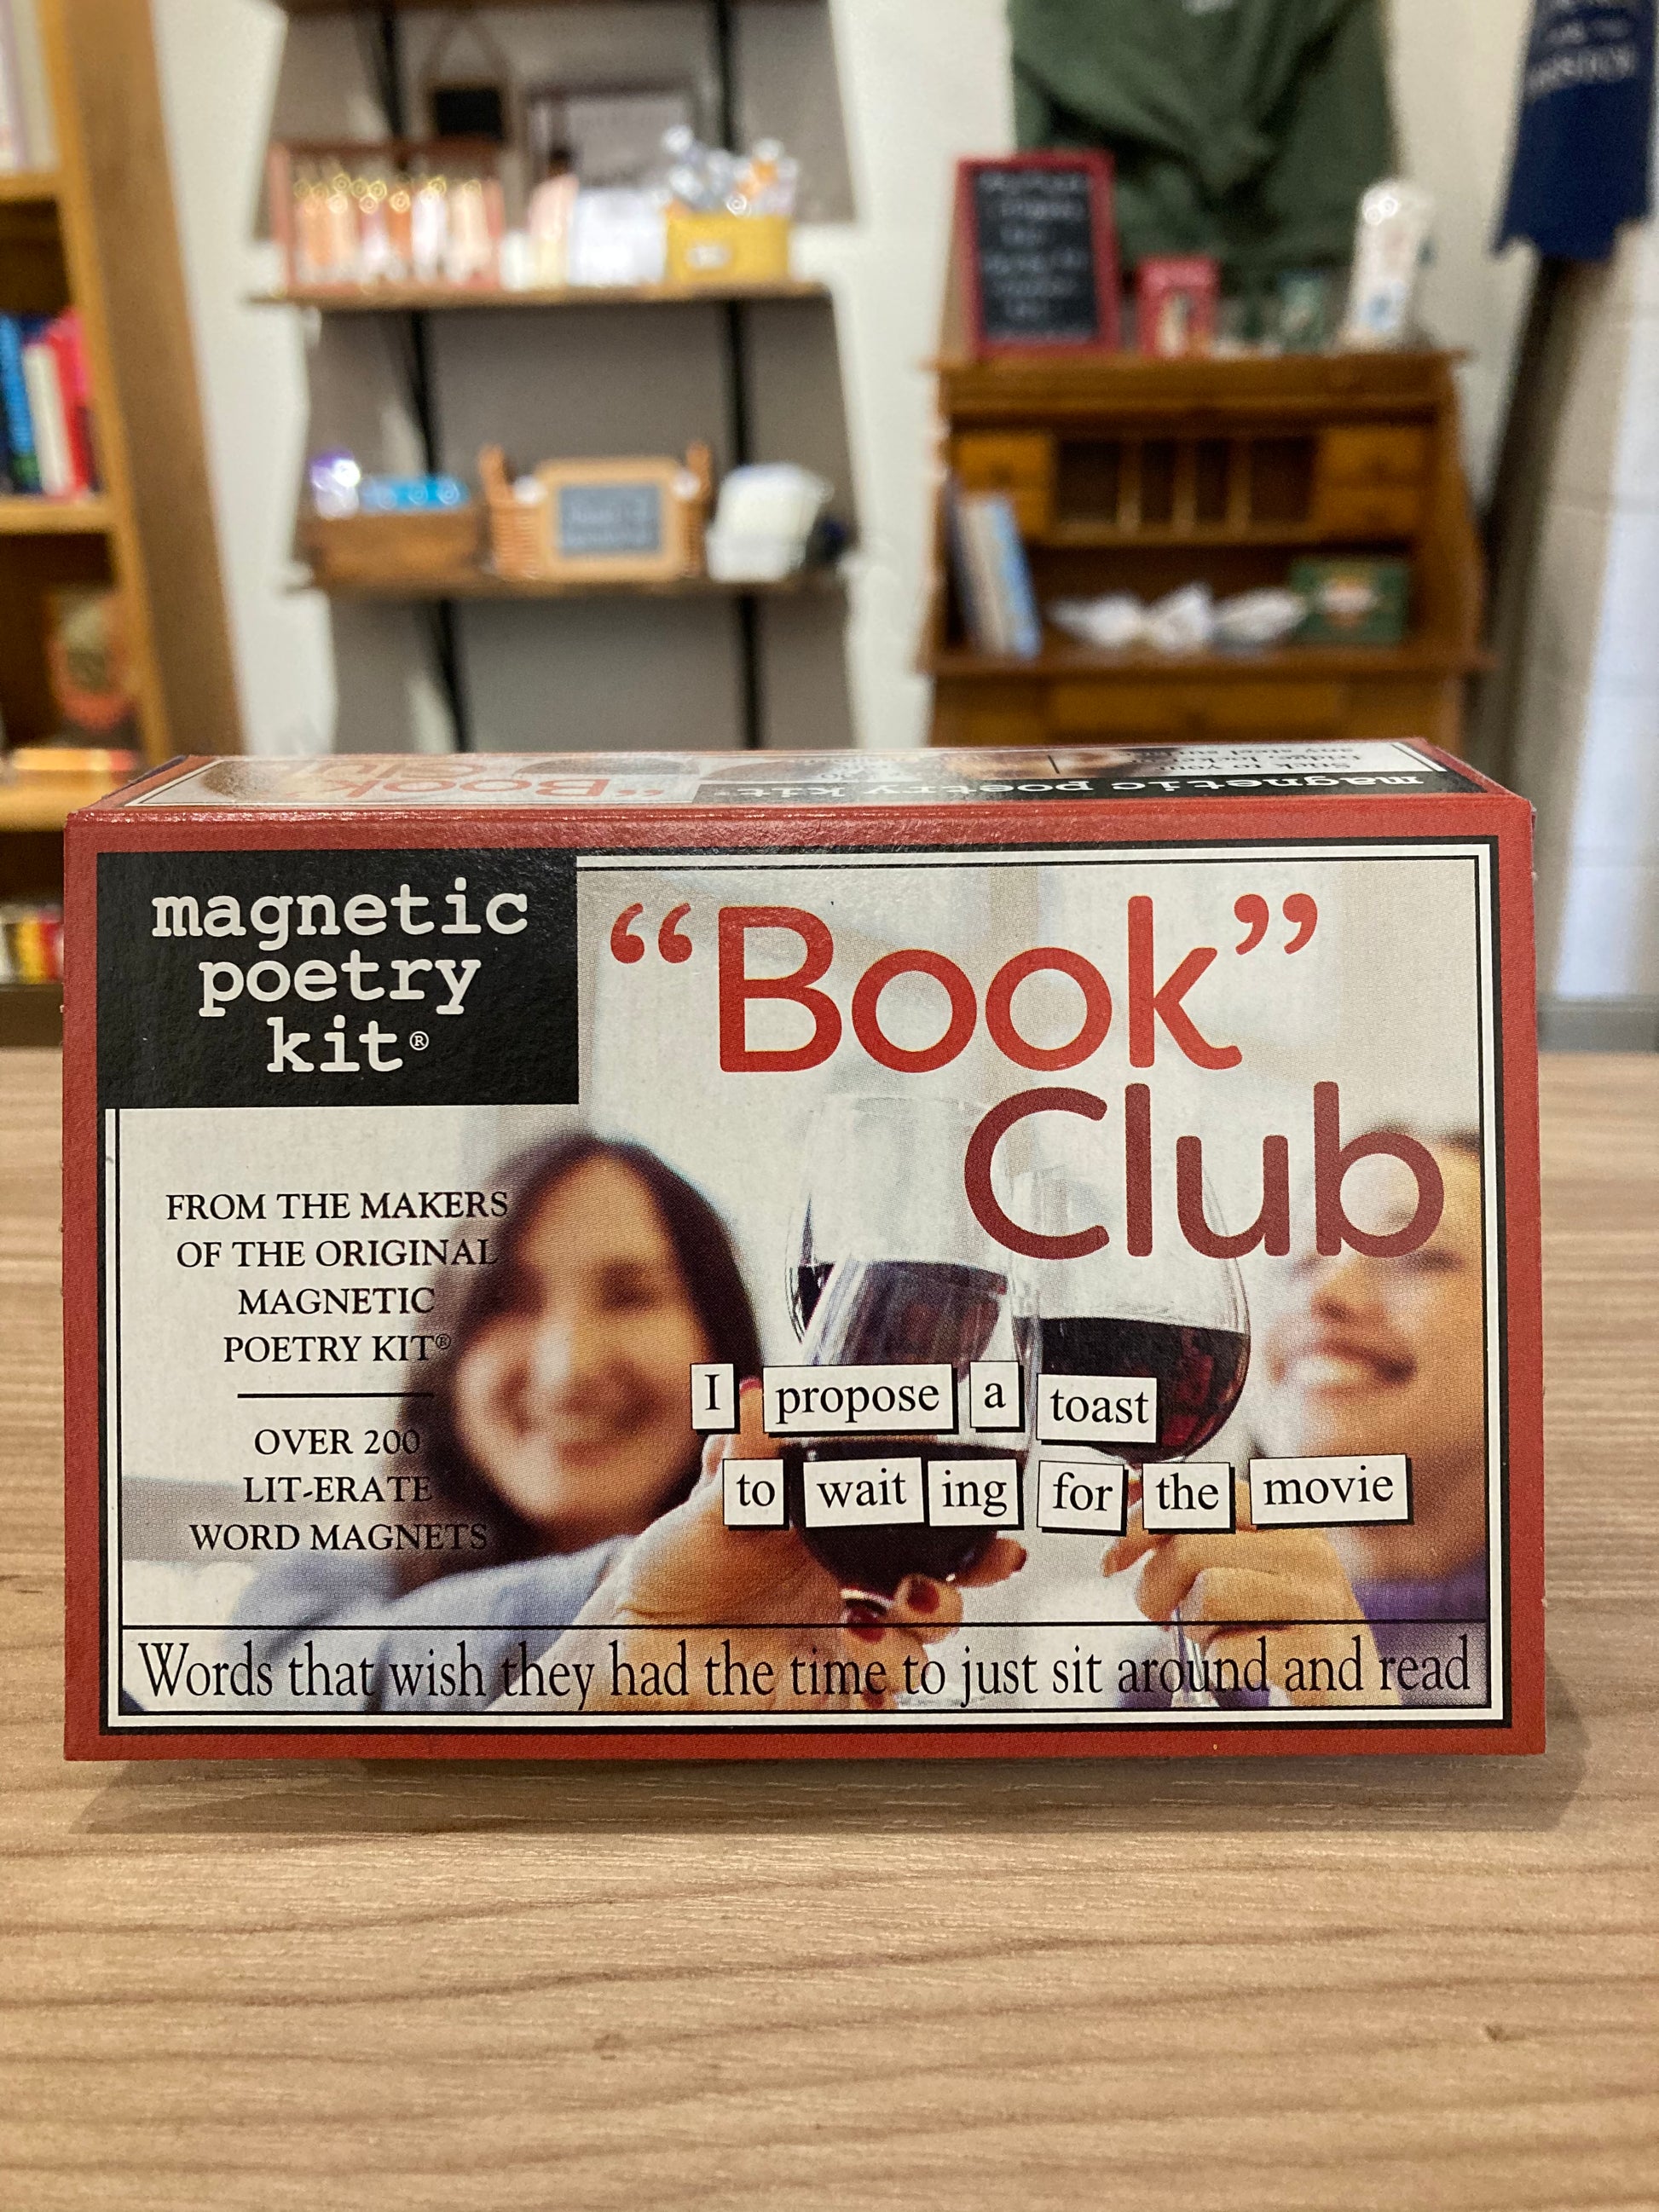 magnetic
poetry
kit®
“Book”
Club
FROM THE MAKERS
OF THE ORIGINAL
MAGNETIC
POETRY KIT®
OVER 200
LIT-ERATE
WORD MAGNETS
I propose a toast
to wait ing for the movie
Words that wish they had the time to just sit around and read
magnetic poetry kit®
“Book”